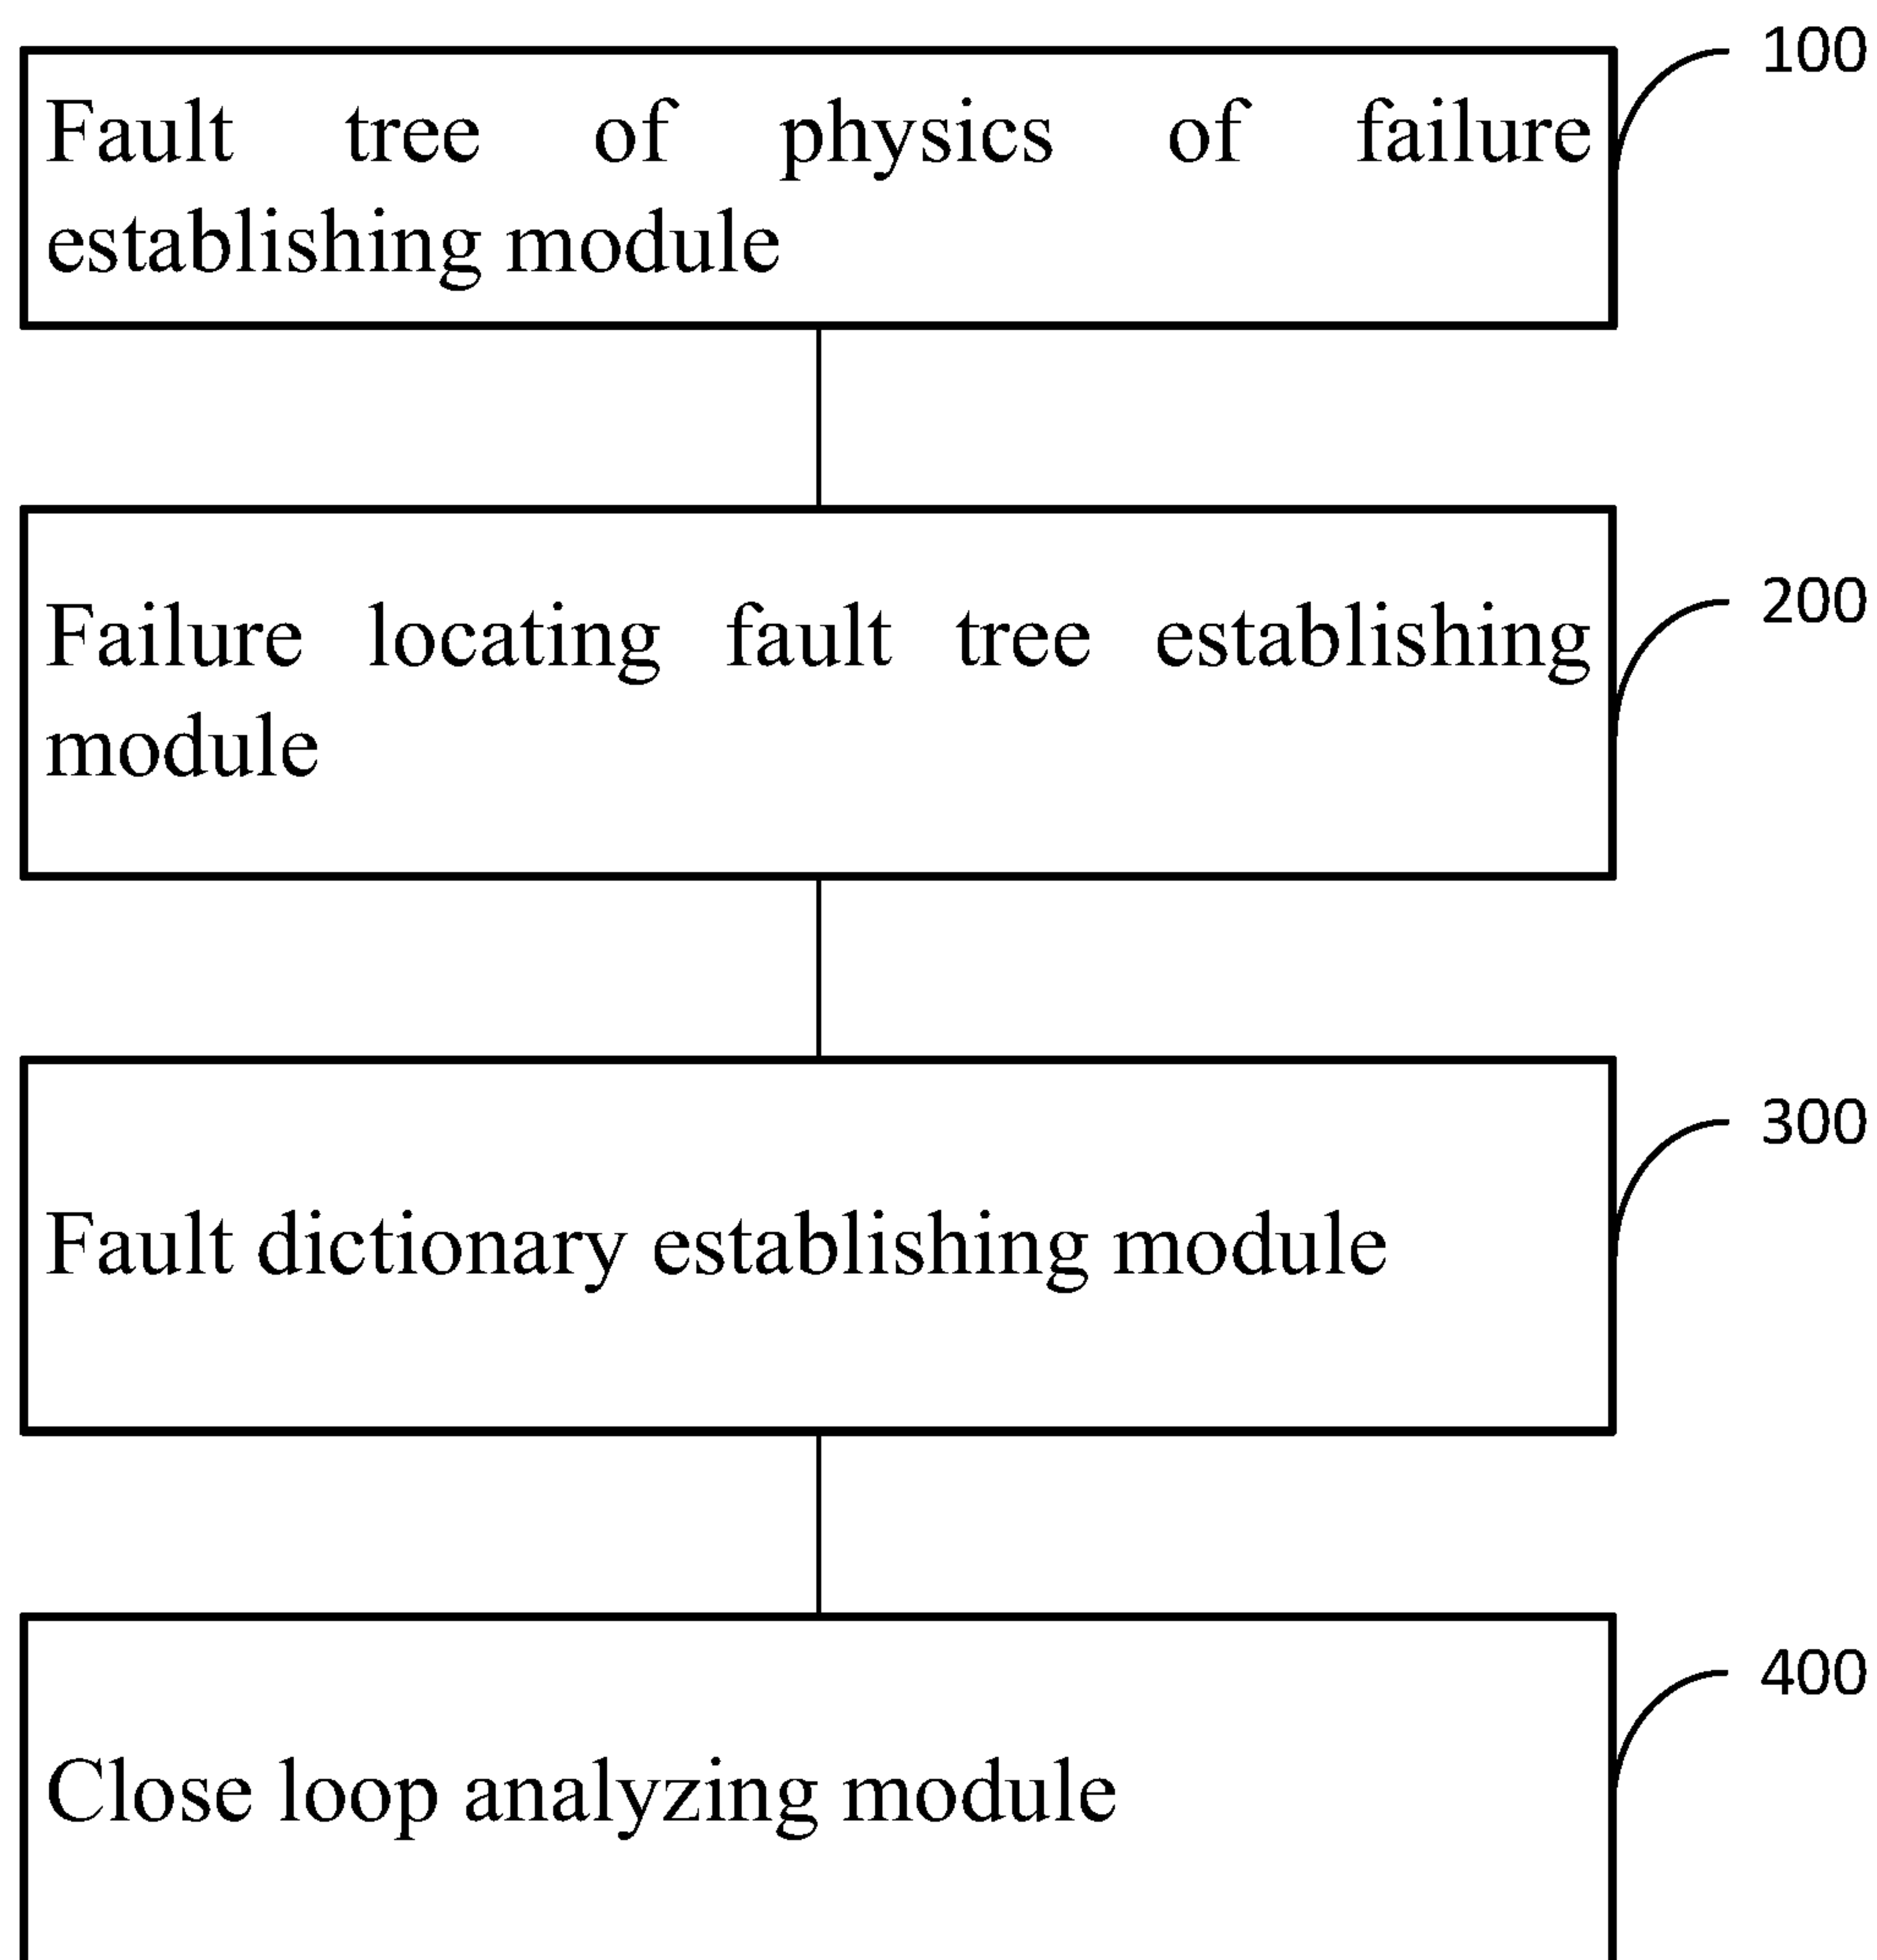 100
Fault tree of physics of failure
establishing module
200
Failure locating fault tree establishing
module
300
Fault dictionary establishing module
400
Close loop analyzing module